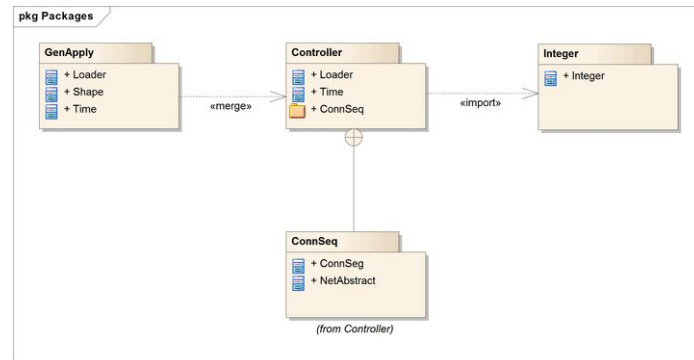 pkg Packages
GenApply
+ Loader
+ Shape
+ Time
«merge»
Controller
+ Loader
+ Time
+ ConnSeq
«import»
Integer
+ Integer
ConnSeq
+ ConnSeg
+ NetAbstract
(from Controller)